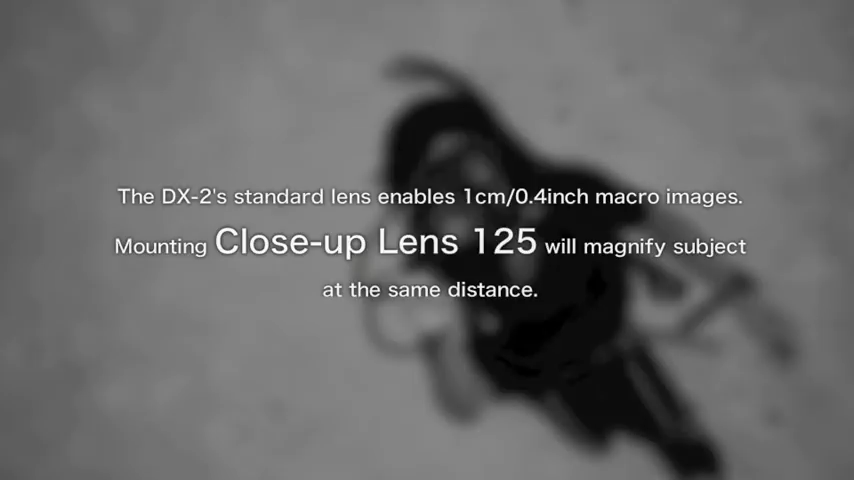 The DX-2's standard lens enables 1cm/0.4inch macro images.
Mounting Close-up Lens 125 will magnify subject
at the same distance.